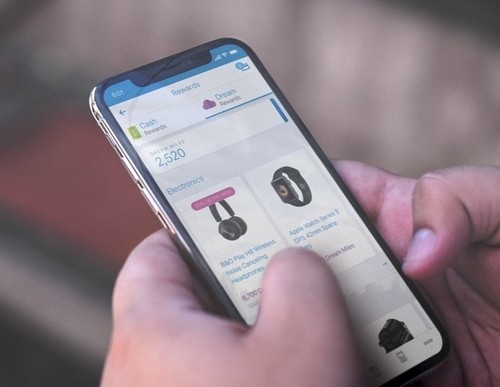 6:01
Rewards
Cash
Rewards
Dream
Rewards
DREAM MILES
2,520
Electronics
B&O Play H8 Wireless
Noise Canceling
Headphones
Apple Watch Series 3
GPS 42mm Space
Dream Miles